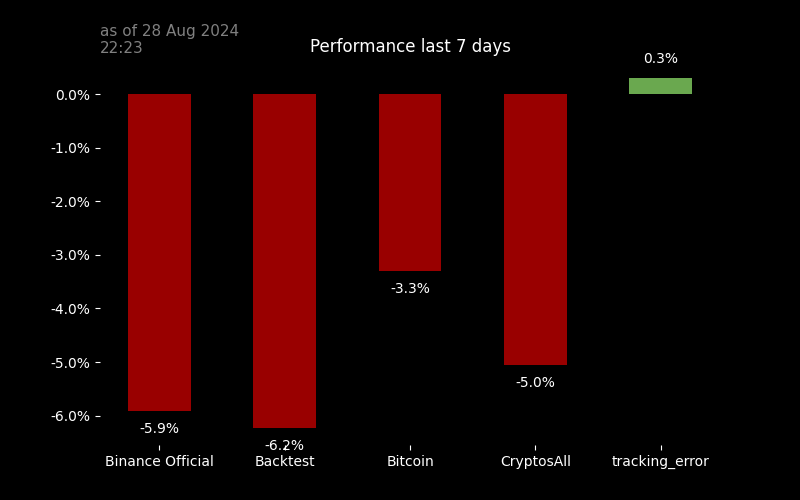 as of 28 Aug 2024
22:23
Performance last 7 days
0.3%
0.0%
-1.0%
-2.0%
-3.0%
-3.3%
-4.0%
-5.0%
-5.0%
-6.0%
-5.9%
-6.2%
Binance Official
Backtest
Bitcoin
CryptosAll
tracking_error